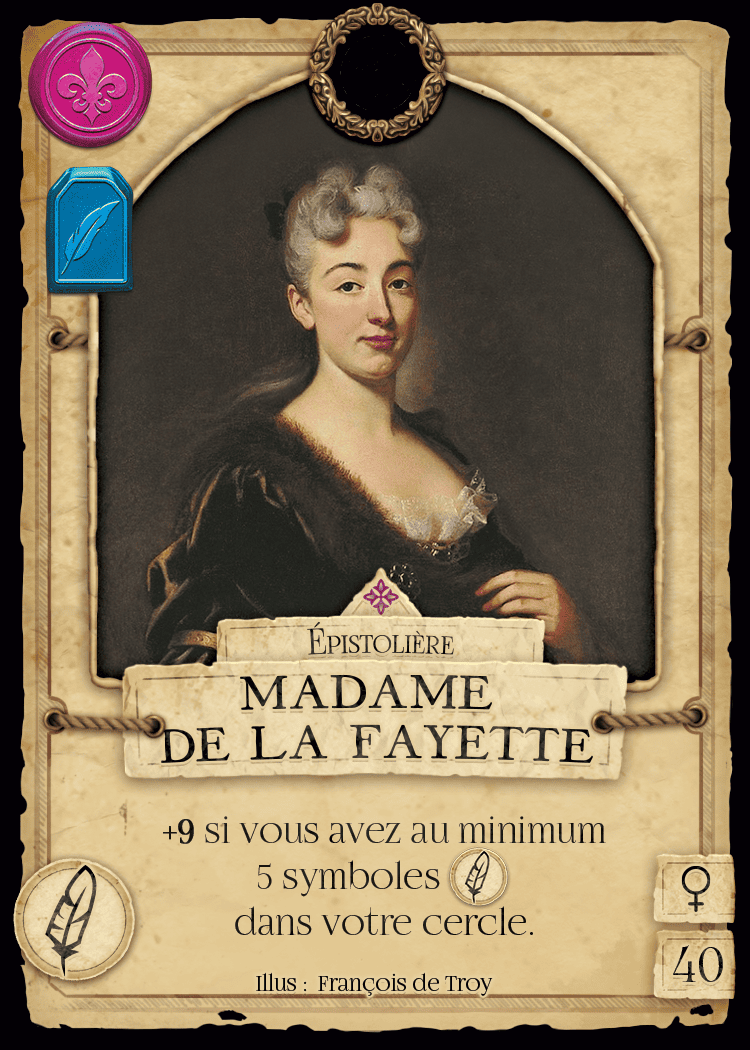 Épistolière
MADAME
DE LA FAYETTE
+9 si vous avez au minimum
5 symboles
dans votre cercle.
Illus : François de Troy
40